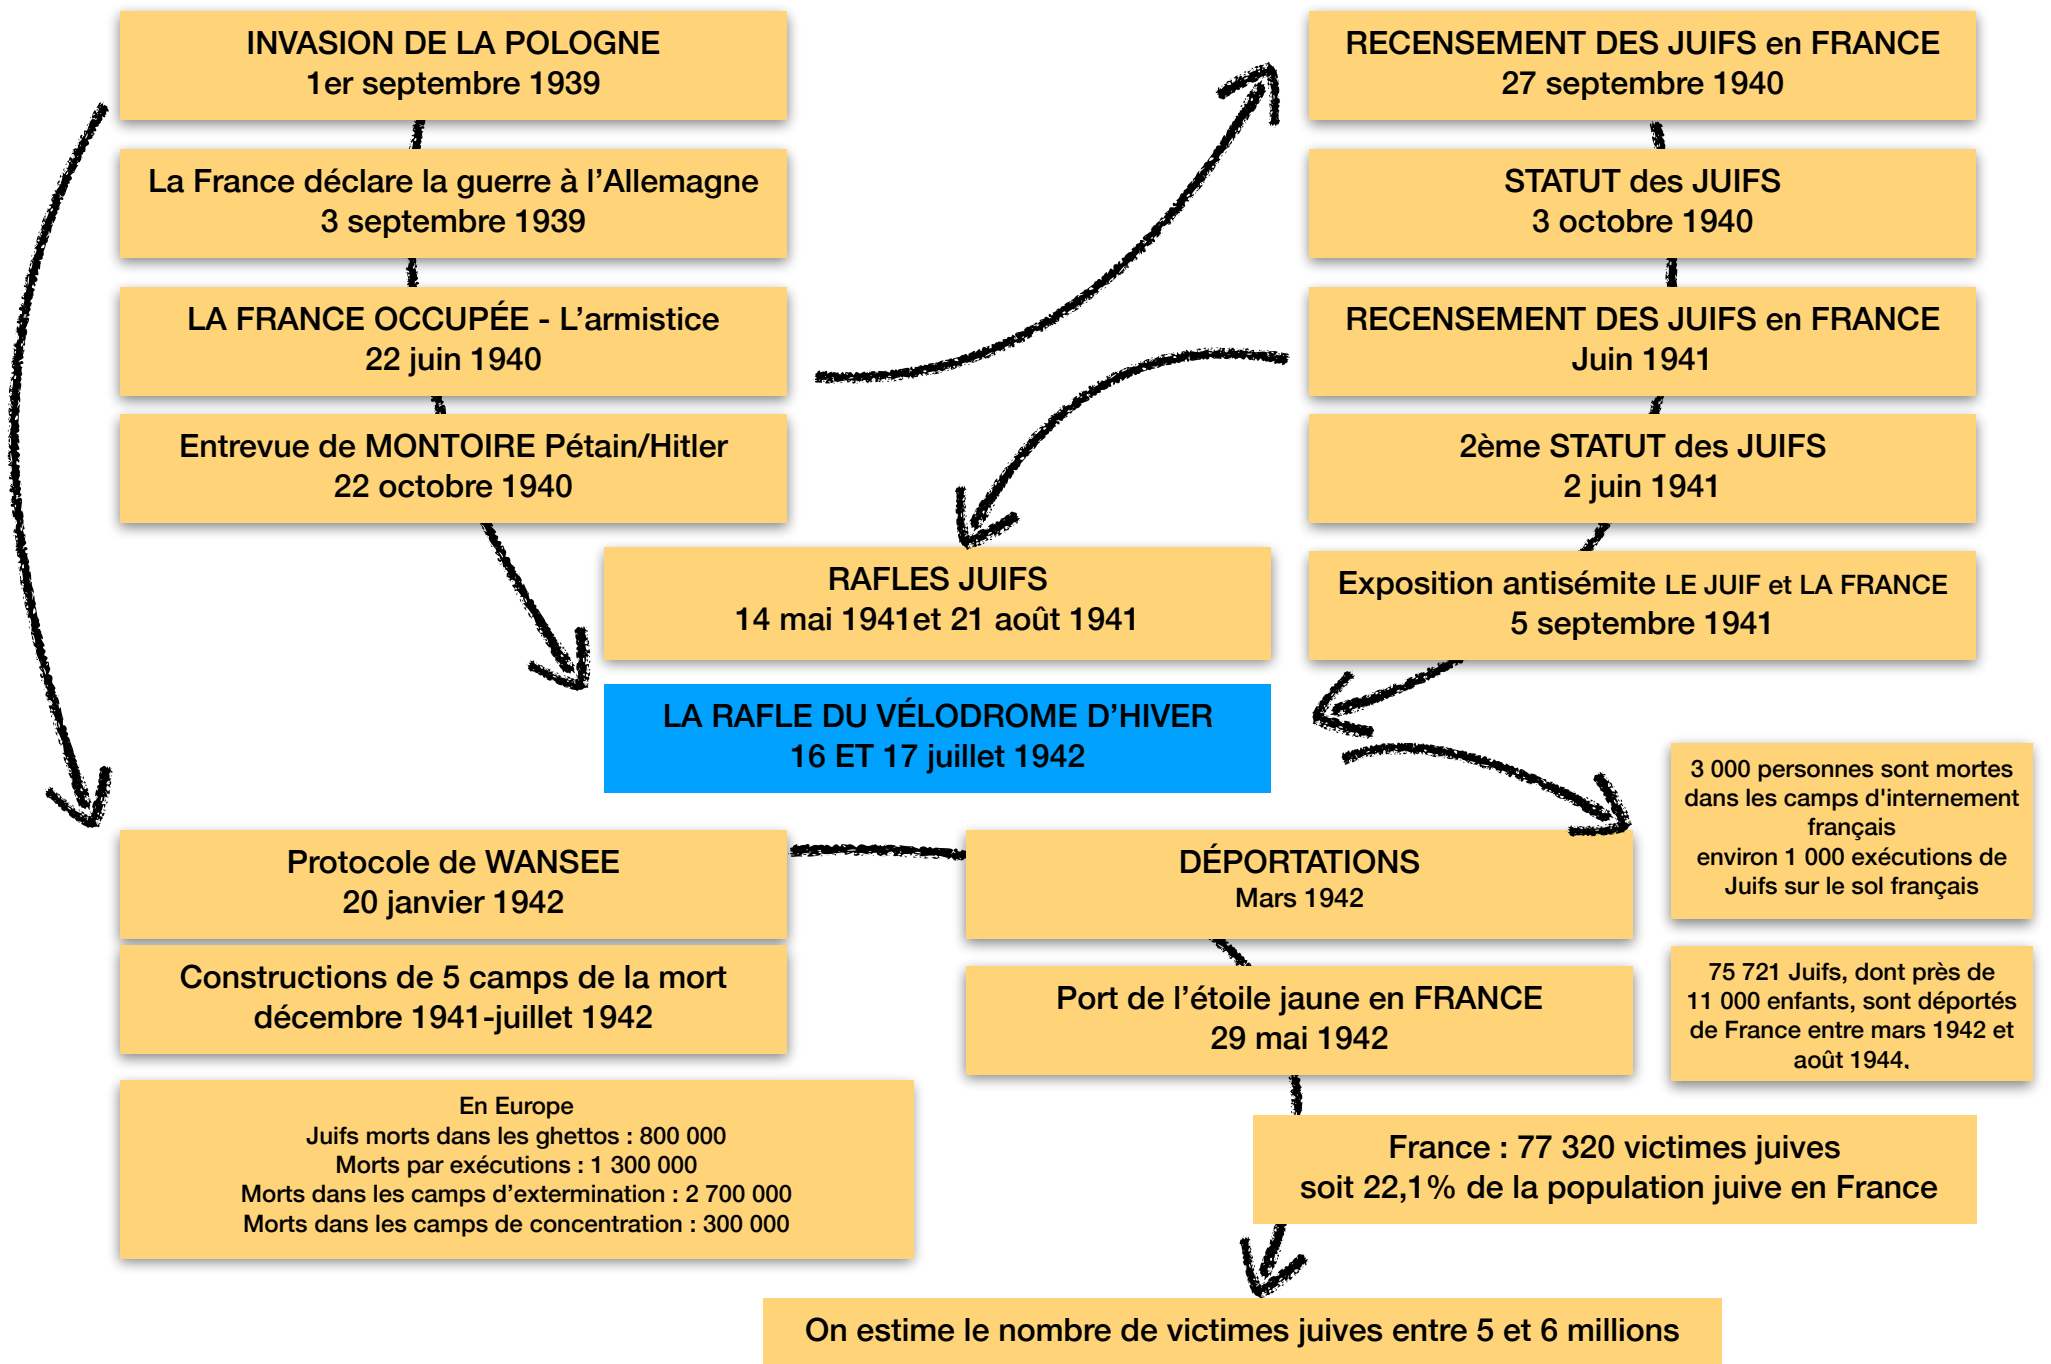 INVASION DE LA POLOGNE
1er septembre 1939
La France déclare la guerre à l’Allemagne
3 septembre 1939
LA FRANCE OCCUPÉE - L’armistice
22 juin 1940
Entrevue de MONTOIRE Pétain/Hitler
22 octobre 1940
RECENSEMENT DES JUIFS en FRANCE
27 septembre 1940
STATUT des JUIFS
3 octobre 1940
RECENSEMENT DES JUIFS en FRANCE
Juin 1941
2ème STATUT des JUIFS
2 juin 1941
Exposition antisémite LE JUIF et LA FRANCE
5 septembre 1941
RAFLES JUIFS
14 mai 1941et 21 août 1941
LA RAFLE DU VÉLODROME D’HIVER
16 ET 17 juillet 1942
Protocole de WANSEE
20 janvier 1942
Constructions de 5 camps de la mort
décembre 1941-juillet 1942
En Europe
Juifs morts dans les ghettos : 800 000
Morts par exécutions : 1 300 000
Morts dans les camps d’extermination : 2 700 000
Morts dans les camps de concentration : 300 000
DÉPORTATIONS
Mars 1942
Port de l’étoile jaune en FRANCE
29 mai 1942
3 000 personnes sont mortes
dans les camps d'internement
français
environ 1 000 exécutions de
Juifs sur le sol français
75 721 Juifs, dont près de
11 000 enfants, sont déportés
de France entre mars 1942 et
août 1944.
France : 77 320 victimes juives
soit 22,1% de la population juive en France
On estime le nombre de victimes juives entre 5 et 6 millions